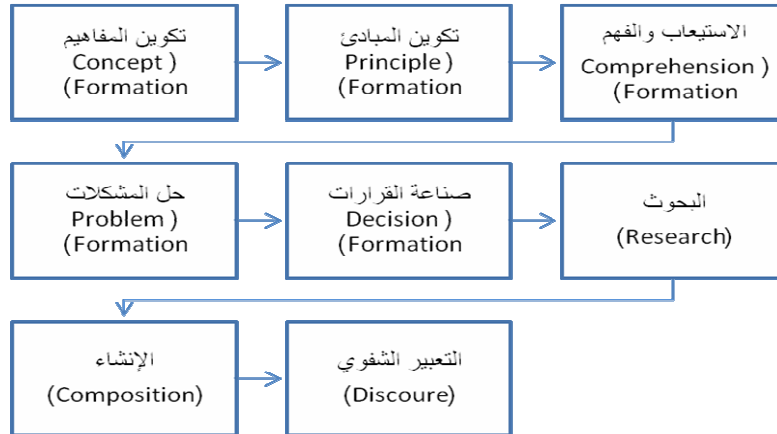 تكوين المفاهيم
Concept )
(Formation
تكوين المبادئ
Principle )
(Formation
الاستيعاب والفهم
Comprehension )
(Formation
حل المشكلات
Problem )
(Formation
صناعة القرارات
Decision )
(Formation
البحوث
(Research)
الإنشاء
(Composition)
التعبير الشفوي
(Discoure)